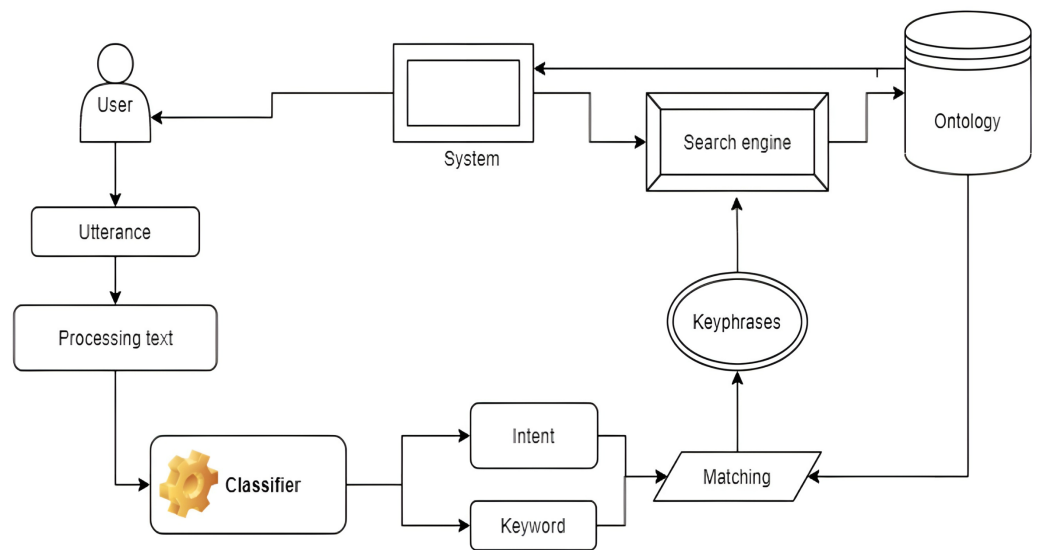 User
System
Search engine
Ontology
Utterance
Processing text
Keyphrases
Classifier
Intent
Keyword
Matching